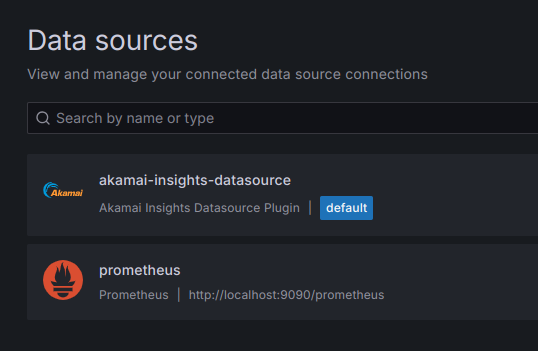 Data sources
View and manage your connected data source connections
Search by name or type
Akamai
akamai-insights-datasource
Akamai Insights Datasource Plugin | default
prometheus
Prometheus | http://localhost:9090/prometheus